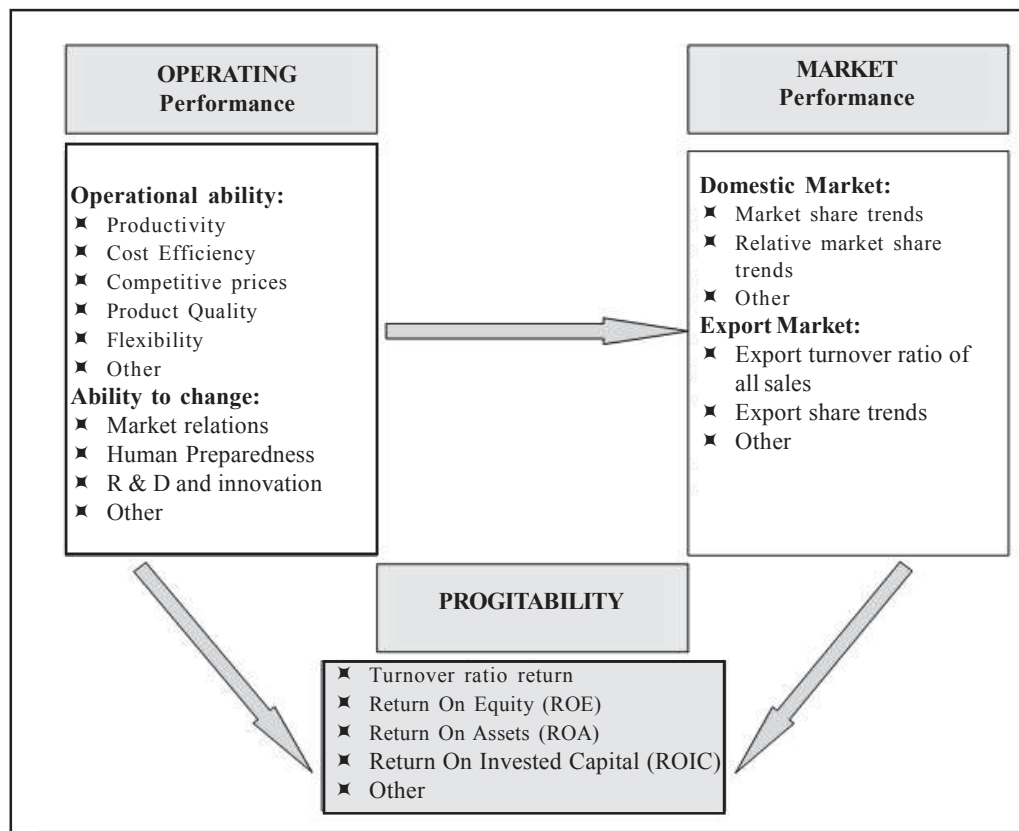 OPERATING
Performance
Operational ability:
Productivity
Cost Efficiency
Competitive prices
Product Quality
Flexibility
Other
Ability to change:
Market relations
Human Preparedness
R & D and innovation
Other
MARKET
Performance
Domestic Market:
Market share trends
Relative market share
trends
Other
Export Market:
Export turnover ratio of
all sales
Export share trends
Other
PROGITABILITY
Turnover ratio return
Return On Equity (ROE)
Return On Assets (ROA)
Return On Invested Capital (ROIC)
Other